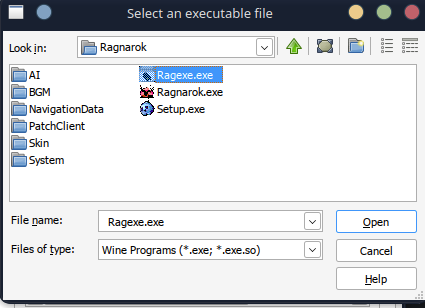 Select an executable file
Look in:
Ragnarok
AI
BGM
NavigationData
PatchClient
Skin
System
Ragexe.exe
Ragnarok.exe
Setup.exe
File name:
Ragexe.exe
Open
Files of type:
Wine Programs (*.exe; *.exe.so)
Cancel
Help